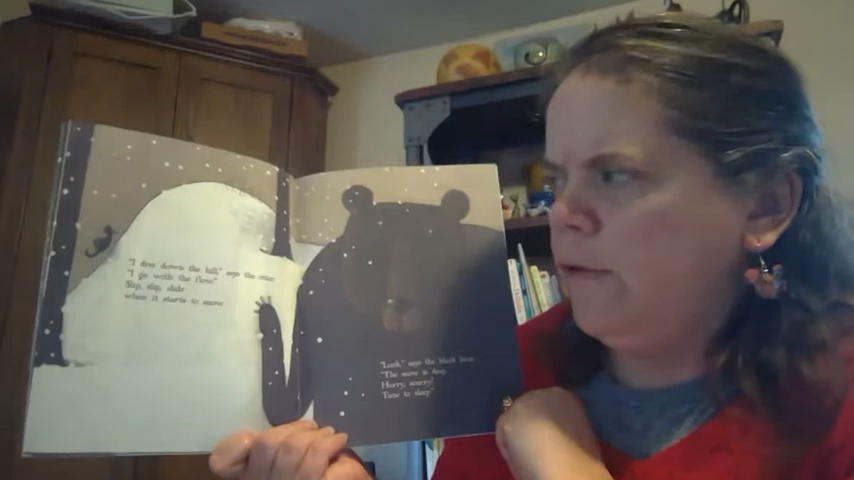 "I dive down the hill," says the otter
"I go with the flow"
Slip, slip, slide
when it starts to snow
"Look," says the black bear.
"The snow is deep.
Hurry, scurry!
Time to sleep"